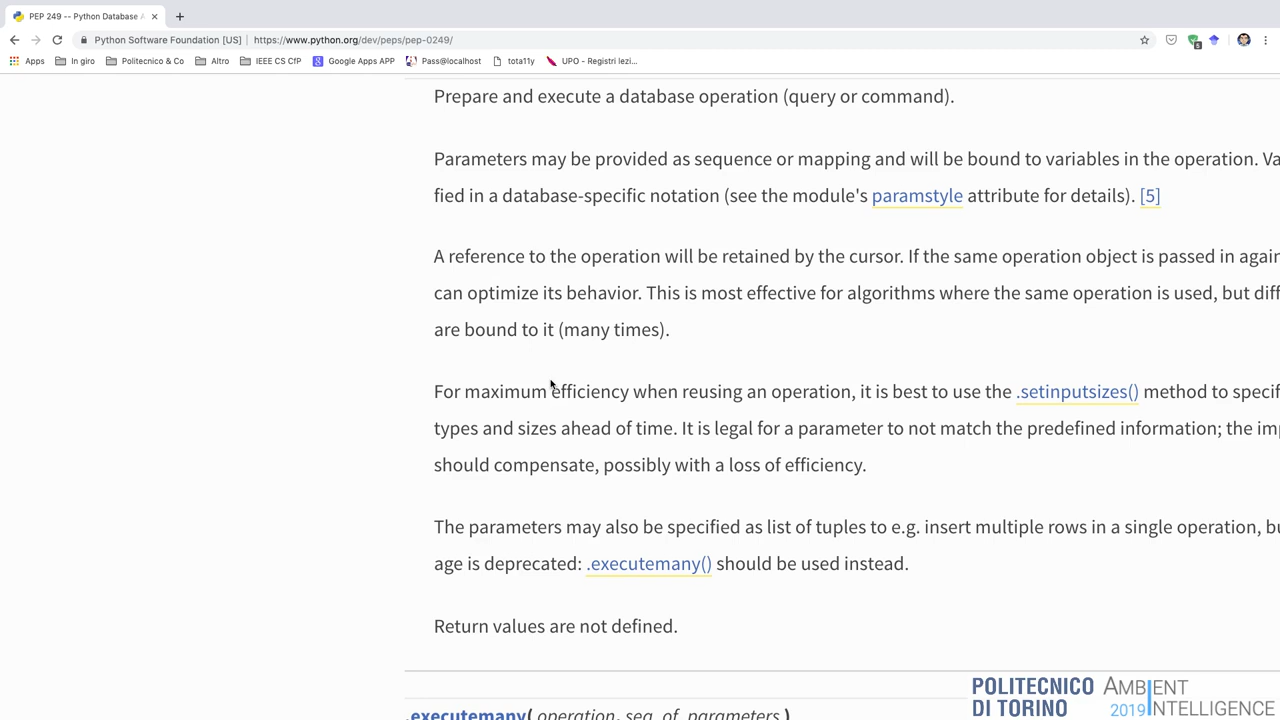 PEP 249 -- Python Database A
Python Software Foundation [US] https://www.python.org/dev/peps/pep-0249/
Apps In giro Politecnico & Co Altro IEEE CS CfP Google Apps APP Pass@localhost tota11y UPO - Registri lezi...
Prepare and execute a database operation (query or command).
Parameters may be provided as sequence or mapping and will be bound to variables in the operation. Va
fied in a database-specific notation (see the module's paramstyle attribute for details). [5]
A reference to the operation will be retained by the cursor. If the same operation object is passed in again
can optimize its behavior. This is most effective for algorithms where the same operation is used, but diff
are bound to it (many times).
For maximum efficiency when reusing an operation, it is best to use the .setinputsizes() method to specif
types and sizes ahead of time. It is legal for a parameter to not match the predefined information; the imp
should compensate, possibly with a loss of efficiency.
The parameters may also be specified as list of tuples to e.g. insert multiple rows in a single operation, bu
age is deprecated: .executemany() should be used instead.
Return values are not defined.
.executemany( operation, seq_of_parameters )
POLITECNICO DI TORINO
AMBIENT 2019 INTELLIGENCE